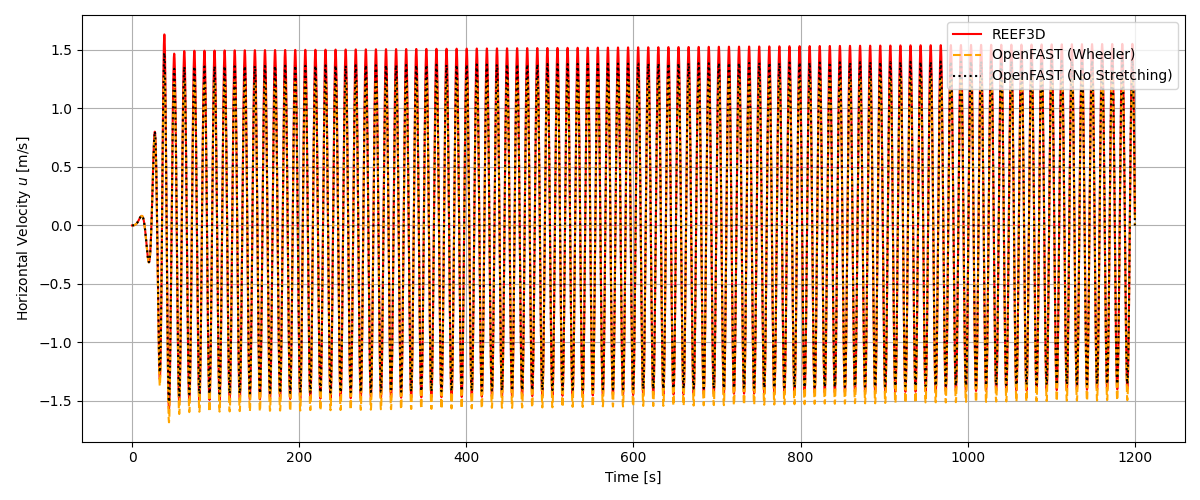 REEF3D
OpenFAST (Wheeler)
OpenFAST (No Stretching)
Horizontal Velocity u [m/s]
1.5
1.0
0.5
0.0
−0.5
−1.0
−1.5
0
200
400
600
800
1000
1200
Time [s]